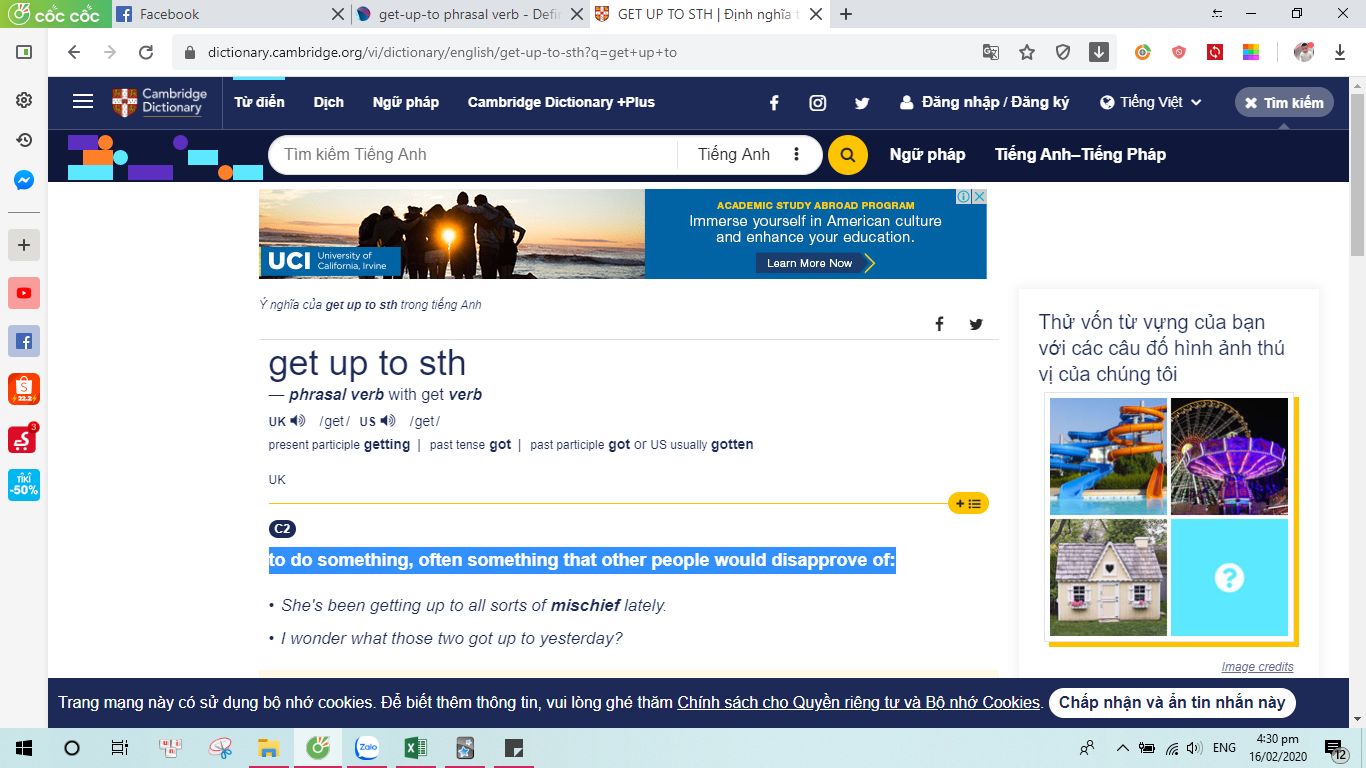 cốc cốc
Facebook
get-up-to phrasal verb - Defin
GET UP TO STH | Định nghĩa t
dictionary.cambridge.org/vi/dictionary/english/get-up-to-sth?q=get+up+to
Cambridge Dictionary
Từ điển
Dịch
Ngữ pháp
Cambridge Dictionary +Plus
Đăng nhập / Đăng ký
Tiếng Việt
Tìm kiếm
Tìm kiếm Tiếng Anh
Tiếng Anh
Ngữ pháp
Tiếng Anh–Tiếng Pháp
ACADEMIC STUDY ABROAD PROGRAM
Immerse yourself in American culture
and enhance your education.
Learn More Now
UCI University of
California, Irvine
Ý nghĩa của get up to sth trong tiếng Anh
get up to sth
— phrasal verb with get verb
UK /ɡet/ US /ɡet/
present participle getting | past tense got | past participle got or US usually gotten
UK
C2
to do something, often something that other people would disapprove of:
• She's been getting up to all sorts of mischief lately.
• I wonder what those two got up to yesterday?
Thử vốn từ vựng của bạn
với các câu đố hình ảnh thú
vị của chúng tôi
?
Image credits
22.2
3
TIKI
-50%
Trang mạng này có sử dụng bộ nhớ cookies. Để biết thêm thông tin, vui lòng ghé thăm Chính sách cho Quyền riêng tư và Bộ nhớ Cookies.
Chấp nhận và ẩn tin nhắn này
Zalo
ENG
4:30 pm
16/02/2020
12